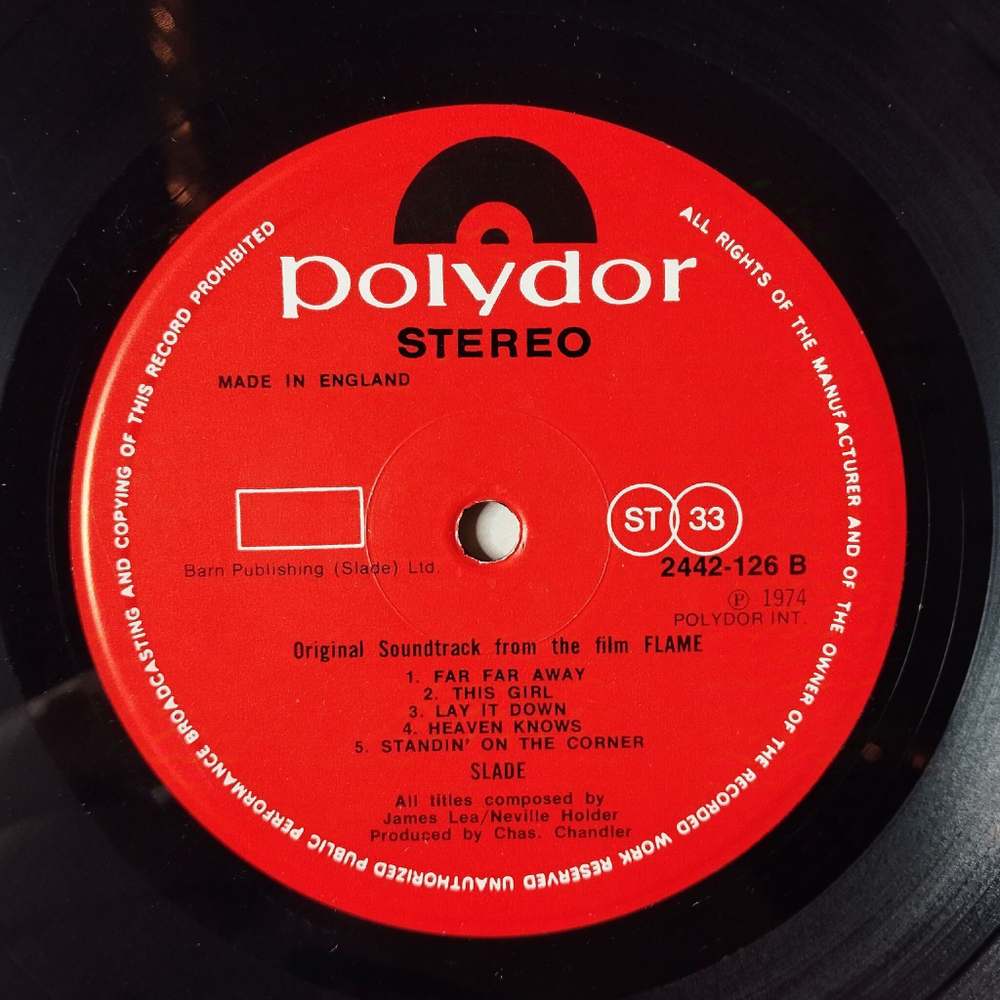 polydor
STEREO
MADE IN ENGLAND
ST 33
Barn Publishing (Slade) Ltd.
2442-126 B
℗ 1974
POLYDOR INT.
Original Soundtrack from the film FLAME
1. FAR FAR AWAY
2. THIS GIRL
3. LAY IT DOWN
4. HEAVEN KNOWS
5. STANDIN' ON THE CORNER
SLADE
All titles composed by
James Lea/Neville Holder
Produced by Chas. Chandler
ALL RIGHTS OF THE MANUFACTURER AND OF THE OWNER OF THE RECORDED WORK RESERVED UNAUTHORIZED PUBLIC PERFORMANCE BROADCASTING AND COPYING OF THIS RECORD PROHIBITED